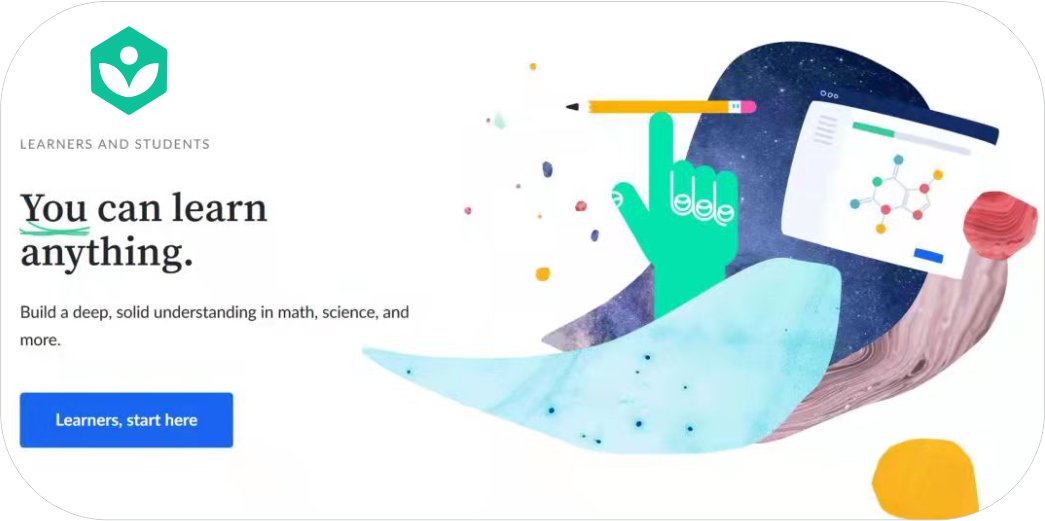 LEARNERS AND STUDENTS
You can learn
anything.
Build a deep, solid understanding in math, science, and
more.
Learners, start here